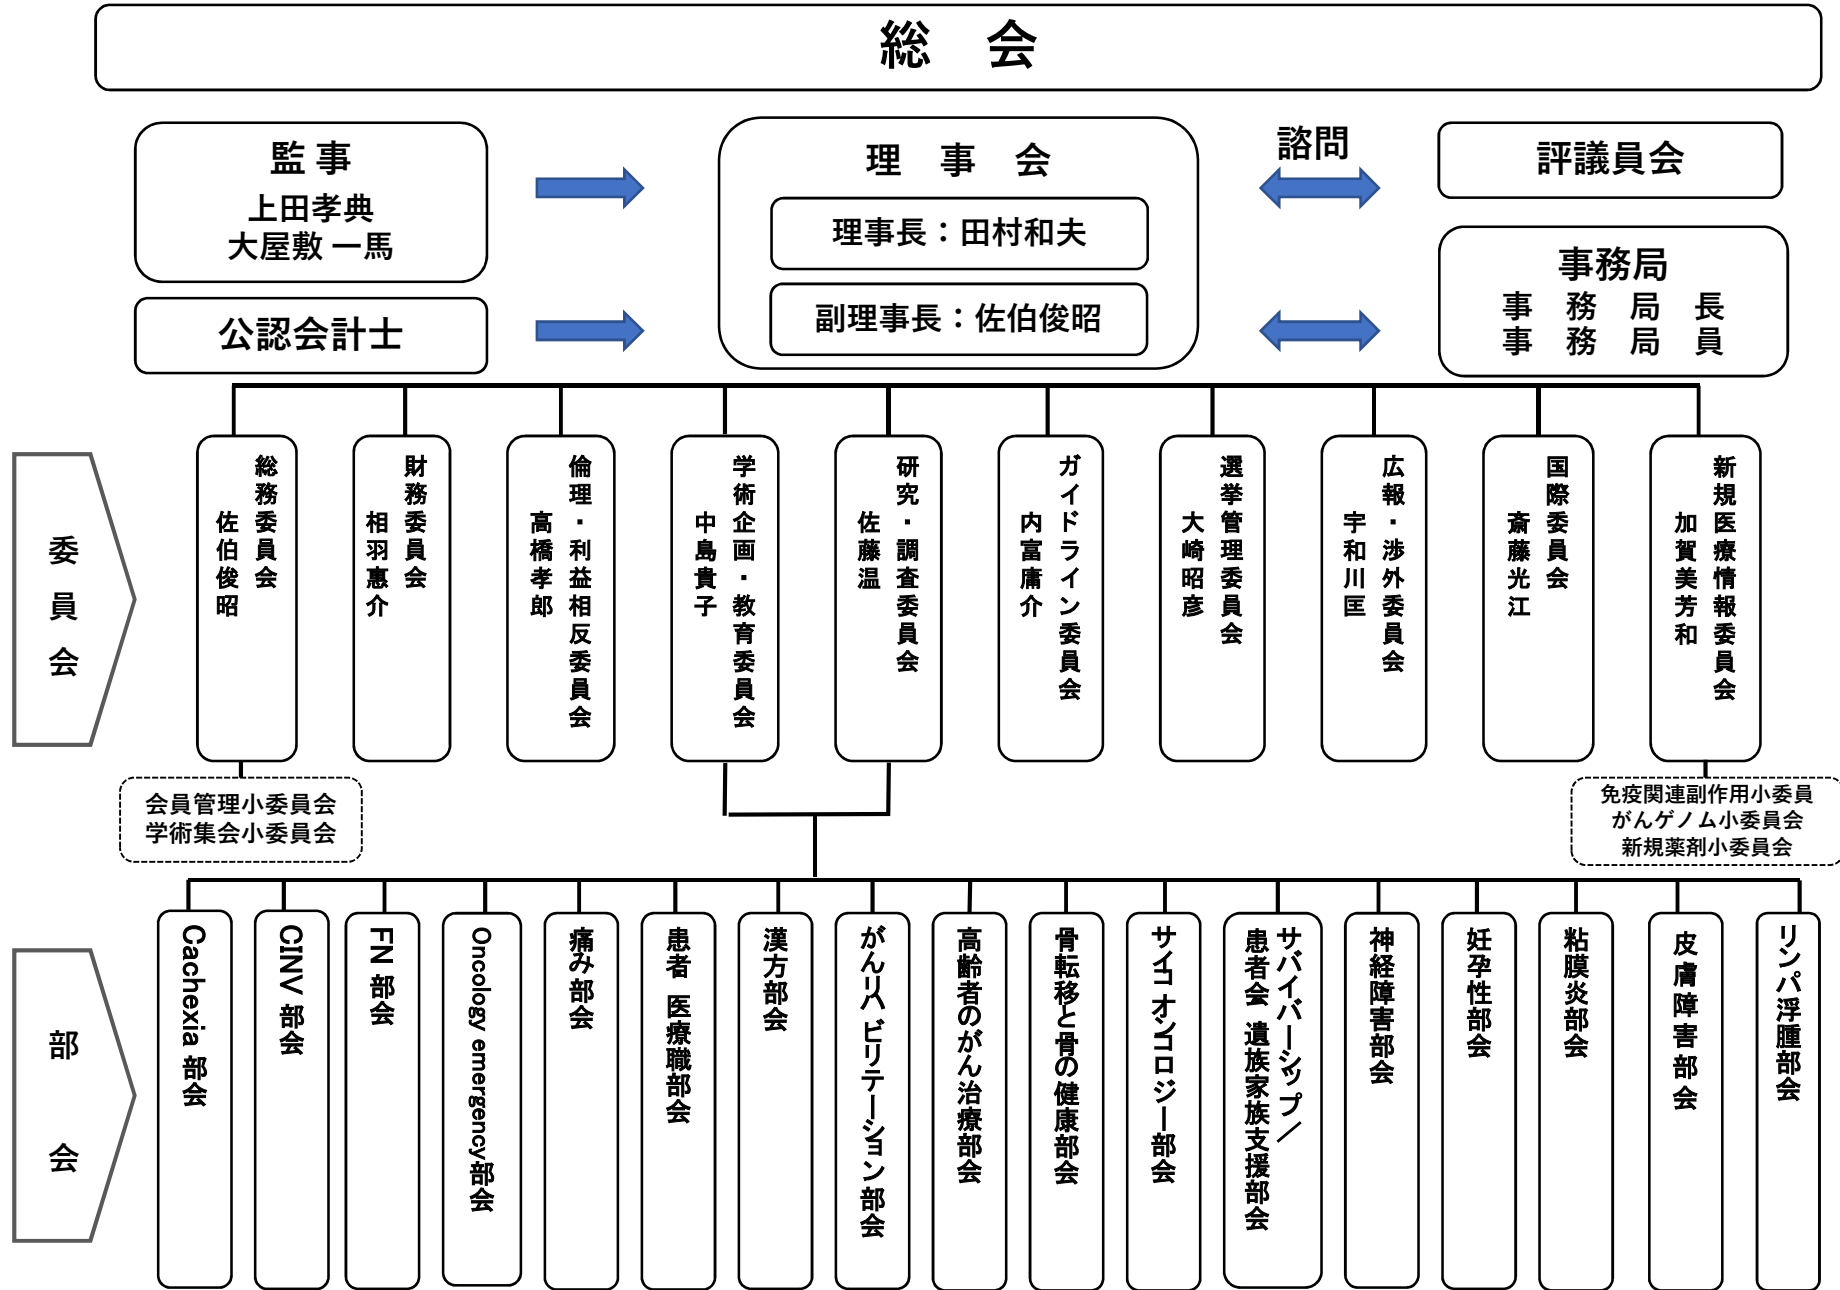 総　会
監 事
上田孝典
大屋敷 一馬
公認会計士
理　事　会
理事長：田村和夫
副理事長：佐伯俊昭
諮問
評議員会
事務局
事　務　局　長
事　務　局　員
委員会
総務委員会
佐伯俊昭
財務委員会
相羽惠介
倫理・利益相反委員会
高橋孝郎
学術企画・教育委員会
中島貴子
研究・調査委員会
佐藤温
ガイドライン委員会
内富庸介
選挙管理委員会
大崎昭彦
広報・渉外委員会
宇和川匡
国際委員会
斎藤光江
新規医療情報委員会
加賀美芳和
会員管理小委員会
学術集会小委員会
免疫関連副作用小委員
がんゲノム小委員会
新規薬剤小委員会
部会
Cachexia 部会
CINV 部会
FN 部会
Oncology emergency部会
痛み部会
患者 医療職部会
漢方部会
がんリハビリテーション部会
高齢者のがん治療部会
骨転移と骨の健康部会
サイコオンコロジー部会
サバイバーシップ／
患者会 遺族家族支援部会
神経障害部会
妊孕性部会
粘膜炎部会
皮膚障害部会
リンパ浮腫部会